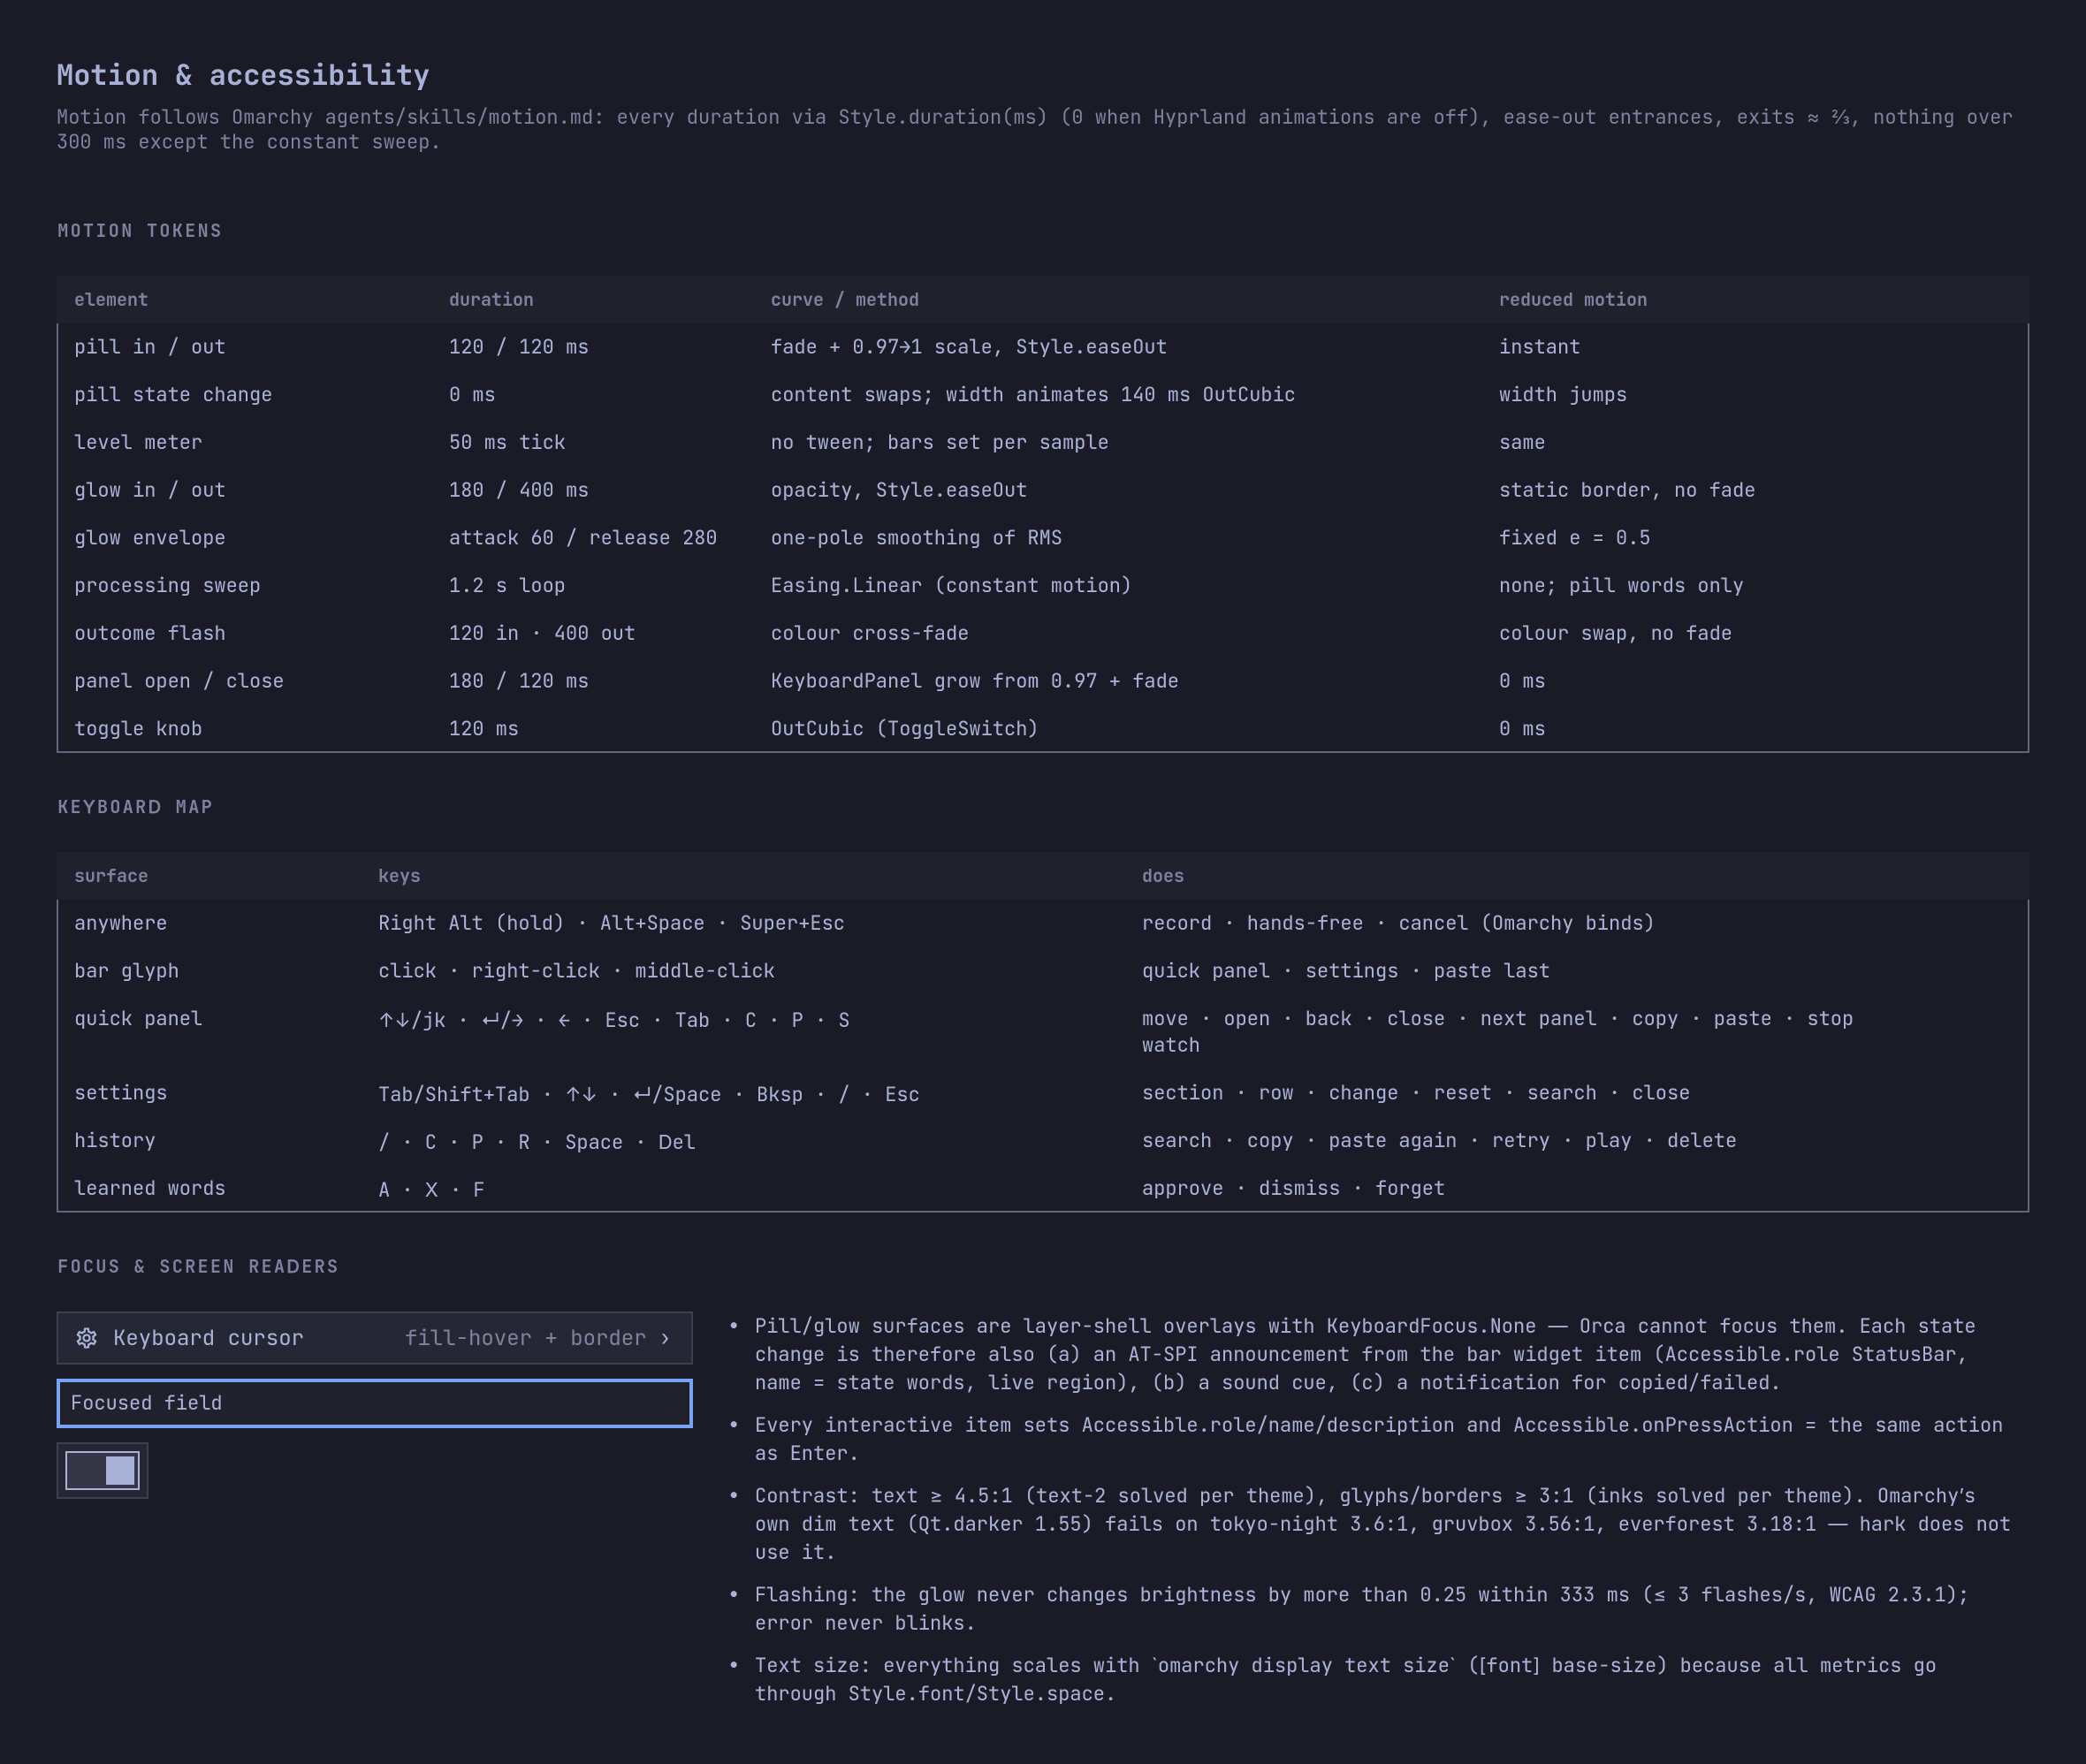 Motion & accessibility
Motion follows Omarchy agents/skills/motion.md: every duration via Style.duration(ms) (0 when Hyprland animations are off), ease-out entrances, exits ≈ ⅔, nothing over
300 ms except the constant sweep.
MOTION TOKENS
element duration curve / method reduced motion
pill in / out 120 / 120 ms fade + 0.97→1 scale, Style.easeOut instant
pill state change 0 ms content swaps; width animates 140 ms OutCubic width jumps
level meter 50 ms tick no tween; bars set per sample same
glow in / out 180 / 400 ms opacity, Style.easeOut static border, no fade
glow envelope attack 60 / release 280 one-pole smoothing of RMS fixed e = 0.5
processing sweep 1.2 s loop Easing.Linear (constant motion) none; pill words only
outcome flash 120 in · 400 out colour cross-fade colour swap, no fade
panel open / close 180 / 120 ms KeyboardPanel grow from 0.97 + fade 0 ms
toggle knob 120 ms OutCubic (ToggleSwitch) 0 ms
KEYBOARD MAP
surface keys does
anywhere Right Alt (hold) · Alt+Space · Super+Esc record · hands-free · cancel (Omarchy binds)
bar glyph click · right-click · middle-click quick panel · settings · paste last
quick panel ↑↓/jk · ↵/→ · ← · Esc · Tab · C · P · S move · open · back · close · next panel · copy · paste · stop
watch
settings Tab/Shift+Tab · ↑↓ · ↵/Space · Bksp · / · Esc section · row · change · reset · search · close
history / · C · P · R · Space · Del search · copy · paste again · retry · play · delete
learned words A · X · F approve · dismiss · forget
FOCUS & SCREEN READERS
Keyboard cursor fill-hover + border ›
Focused field
• Pill/glow surfaces are layer-shell overlays with KeyboardFocus.None — Orca cannot focus them. Each state
change is therefore also (a) an AT-SPI announcement from the bar widget item (Accessible.role StatusBar,
name = state words, live region), (b) a sound cue, (c) a notification for copied/failed.
• Every interactive item sets Accessible.role/name/description and Accessible.onPressAction = the same action
as Enter.
• Contrast: text ≥ 4.5:1 (text-2 solved per theme), glyphs/borders ≥ 3:1 (inks solved per theme). Omarchy's
own dim text (Qt.darker 1.55) fails on tokyo-night 3.6:1, gruvbox 3.56:1, everforest 3.18:1 — hark does not
use it.
• Flashing: the glow never changes brightness by more than 0.25 within 333 ms (≤ 3 flashes/s, WCAG 2.3.1);
error never blinks.
• Text size: everything scales with `omarchy display text size` ([font] base-size) because all metrics go
through Style.font/Style.space.